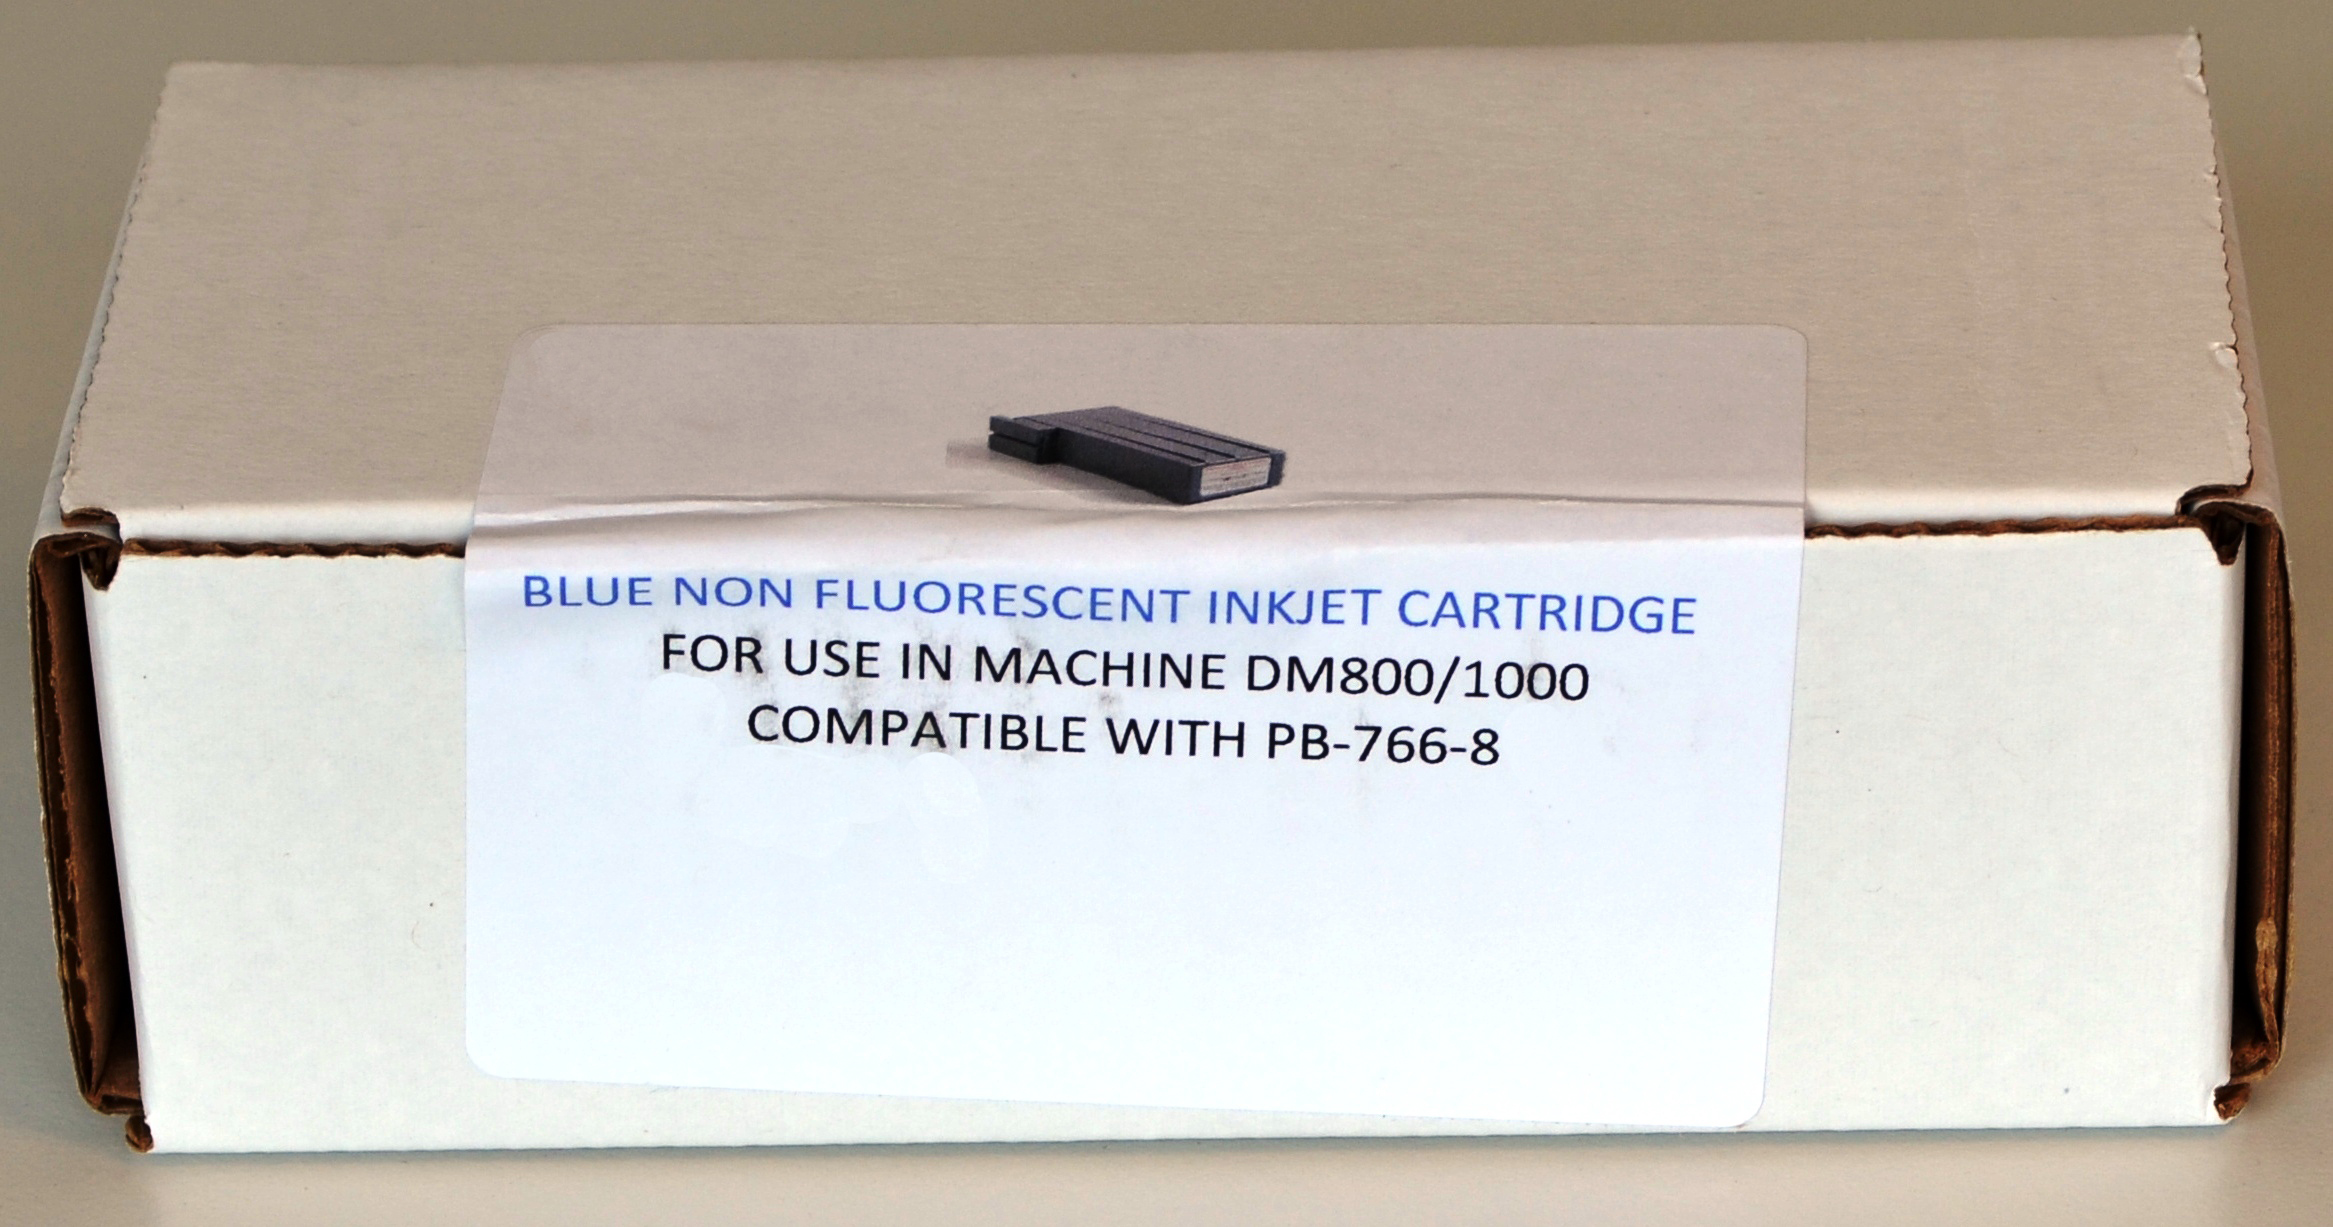 BLUE NON FLUORESCENT INKJET CARTRIDGE
FOR USE IN MACHINE DM800/1000
COMPATIBLE WITH PB-766-8